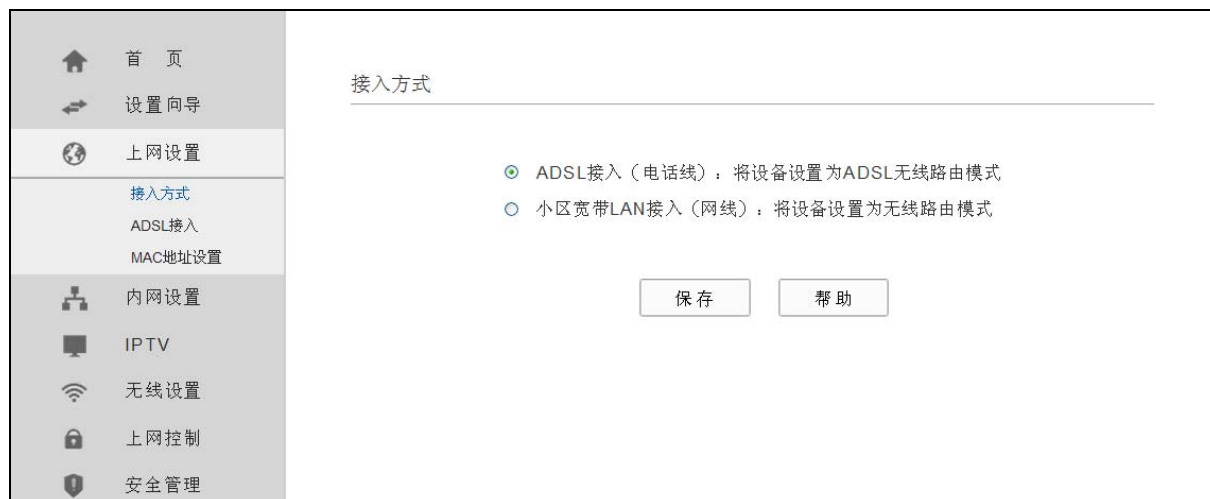 首 页
设置向导
上网设置
接入方式
ADSL接入
MAC地址设置
内网设置
IPTV
无线设置
上网控制
安全管理
接入方式
ADSL接入（电话线）：将设备设置为ADSL无线路由模式
小区宽带LAN接入（网线）：将设备设置为无线路由模式
保存 帮助